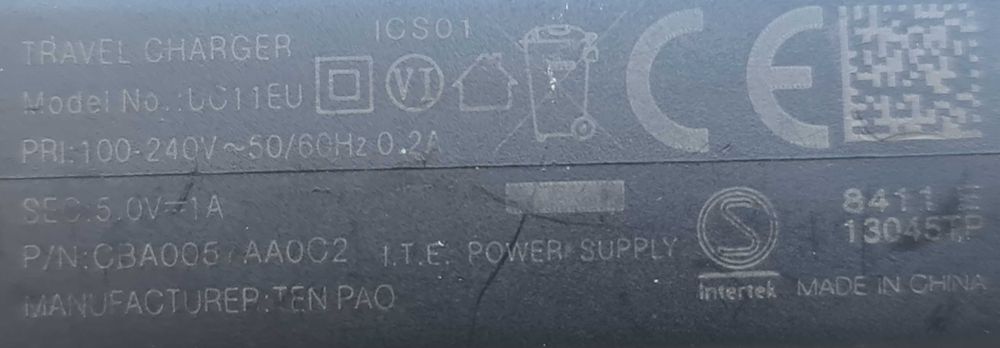 TRAVEL CHARGER
ICS01
Model No.:
VI
CE
PRI:100-240V~50/60Hz 0.2A
SEC:5.0V⎓1A
8411
P/N:CBA005 AA0C2
I.T.E. POWER SUPPLY
S
13045TP
Intertek
MADE IN CHINA
MANUFACTURER:TEN PAO